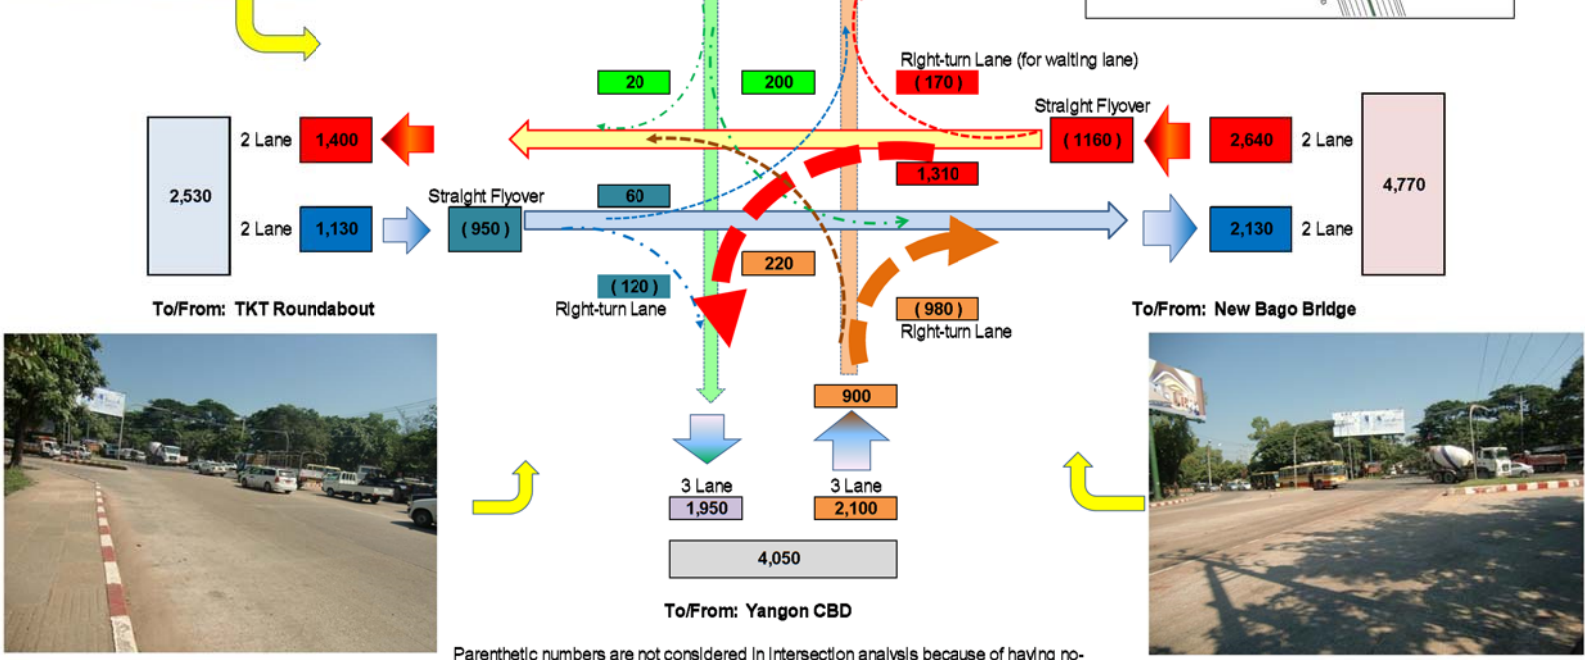 Right-turn Lane (for waiting lane)
20
200
( 170 )
Straight Flyover
2 Lane
1,400
( 1160 )
2,640
2 Lane
1,310
2,530
4,770
Straight Flyover
60
2 Lane
1,130
( 950 )
2,130
2 Lane
220
( 120 )
Right-turn Lane
( 980 )
Right-turn Lane
To/From: TKT Roundabout
To/From: New Bago Bridge
900
3 Lane
3 Lane
1,950
2,100
4,050
To/From: Yangon CBD
Parenthetic numbers are not considered in intersection analysis because of having no-